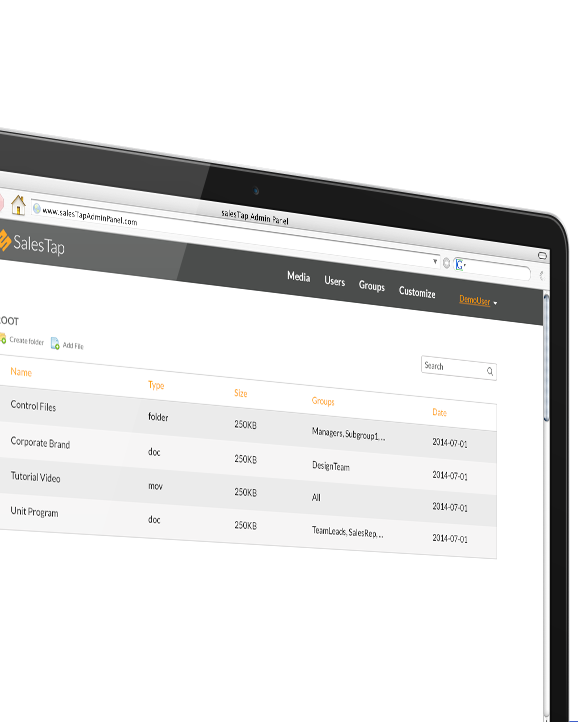 salesTap Admin Panel
www.salesTapAdminPanel.com
SalesTap
Media Users Groups Customize DemoUser
OOT
Create folder Add File
Search
Name Type Size Groups Date
Control Files folder 250KB Managers, Subgroup1,... 2014-07-01
Corporate Brand doc 250KB DesignTeam 2014-07-01
Tutorial Video mov 250KB All 2014-07-01
Unit Program doc 250KB TeamLeads, SalesRep, ... 2014-07-01